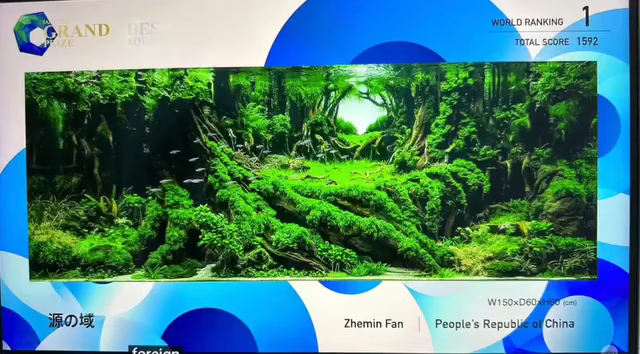 GRAND
PRIZE
WORLD RANKING 1
TOTAL SCORE 1592
W150×D60×H60 (cm)
源の域
Zhemin Fan
People's Republic of China
foreign